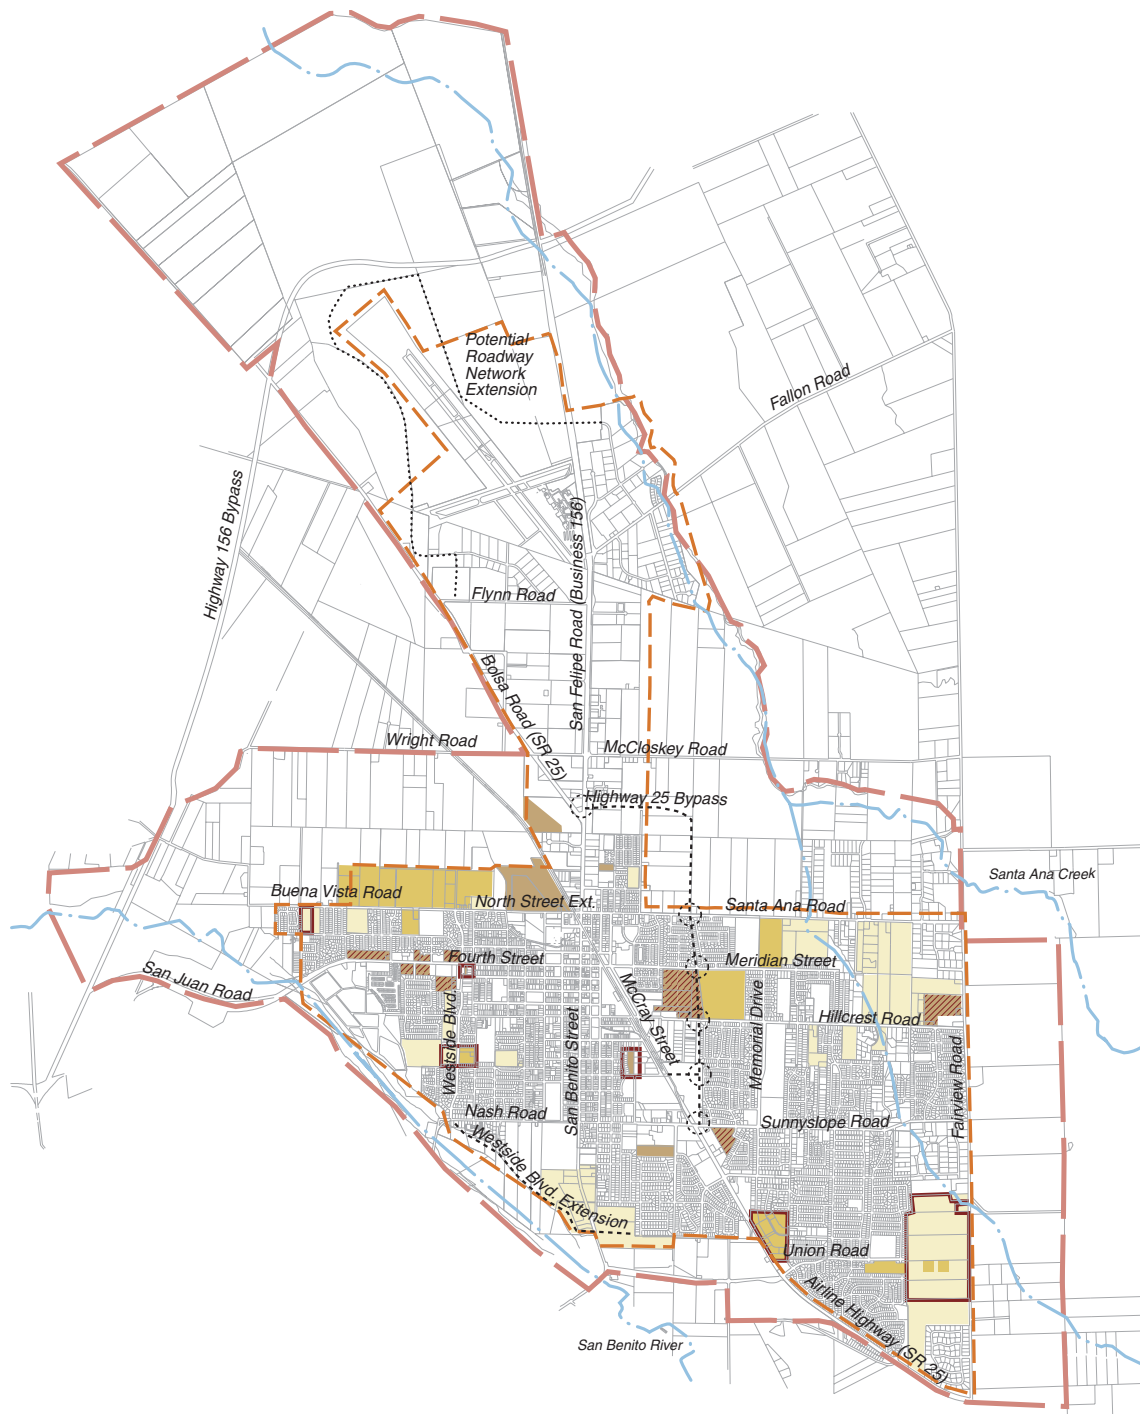 Potential
Roadway
Network
Extension
Fallon Road
Highway 156 Bypass
San Felipe Road (Business 156)
Flynn Road
Bolsa Road (SR 25)
Wright Road
McCloskey Road
Highway 25 Bypass
Santa Ana Creek
Buena Vista Road
North Street Ext.
Santa Ana Road
Fourth Street
Meridian Street
San Juan Road
McCray Street
Memorial Drive
Hillcrest Road
Westside Blvd.
San Benito Street
Fairview Road
Nash Road
Sunnyslope Road
Westside Blvd. Extension
Union Road
Airline Highway (SR 25)
San Benito River